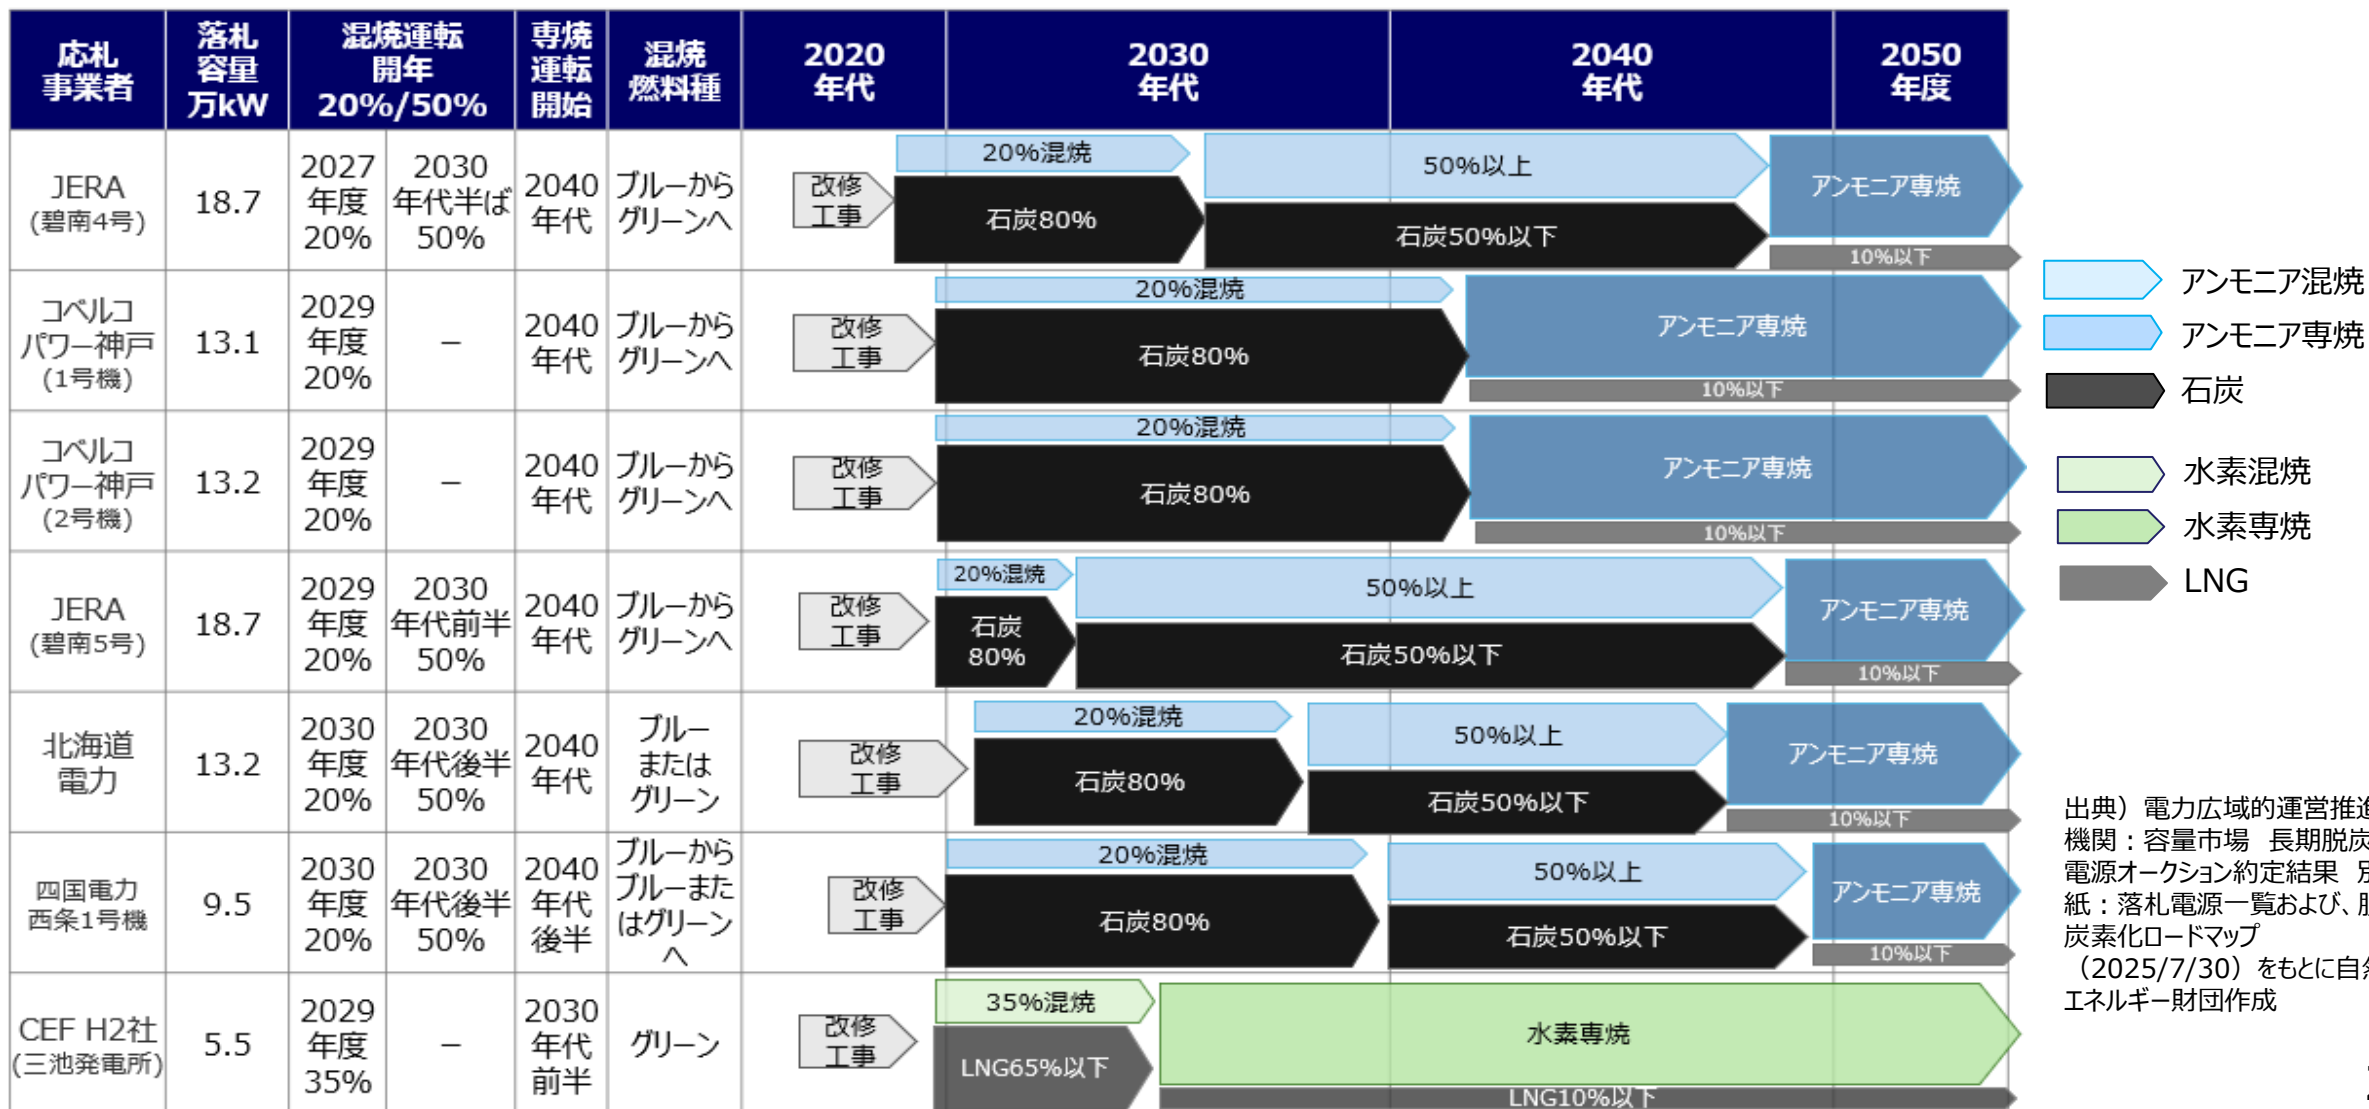 応札
事業者
落札
容量
万kW
混焼運転
開年
20%/50%
専焼
運転
開始
混焼
燃料種
2020
年代
2030
年代
2040
年代
2050
年度
JERA
(碧南4号)
18.7
2027
年度
20%
2030
年代半ば
50%
2040
年代
ブルーから
グリーンへ
改修
工事
20%混焼
石炭80%
50%以上
石炭50%以下
アンモニア専焼
10%以下
コベルコ
パワー神戸
(1号機)
13.1
2029
年度
20%
–
2040
年代
ブルーから
グリーンへ
改修
工事
20%混焼
石炭80%
アンモニア専焼
10%以下
コベルコ
パワー神戸
(2号機)
13.2
2029
年度
20%
–
2040
年代
ブルーから
グリーンへ
改修
工事
20%混焼
石炭80%
アンモニア専焼
10%以下
JERA
(碧南5号)
18.7
2029
年度
20%
2030
年代前半
50%
2040
年代
ブルーから
グリーンへ
改修
工事
20%混焼
石炭
80%
50%以上
石炭50%以下
アンモニア専焼
10%以下
北海道
電力
13.2
2030
年度
20%
2030
年代後半
50%
2040
年代
ブルー
または
グリーン
改修
工事
20%混焼
石炭80%
50%以上
石炭50%以下
アンモニア専焼
10%以下
四国電力
西条1号機
9.5
2030
年度
20%
2030
年代後半
50%
2040
年代
後半
ブルーから
ブルーまた
はグリーン
へ
改修
工事
20%混焼
石炭80%
50%以上
石炭50%以下
アンモニア専焼
10%以下
CEF H2社
(三池発電所)
5.5
2029
年度
35%
–
2030
年代
前半
グリーン
改修
工事
35%混焼
LNG65%以下
水素専焼
LNG10%以下
アンモニア混焼
アンモニア専焼
石炭
水素混焼
水素専焼
LNG
出典）電力広域的運営推進
機関：容量市場 長期脱炭
電源オークション約定結果 別
紙：落札電源一覧および、脱
炭素化ロードマップ
（2025/7/30）をもとに自然
エネルギー財団作成